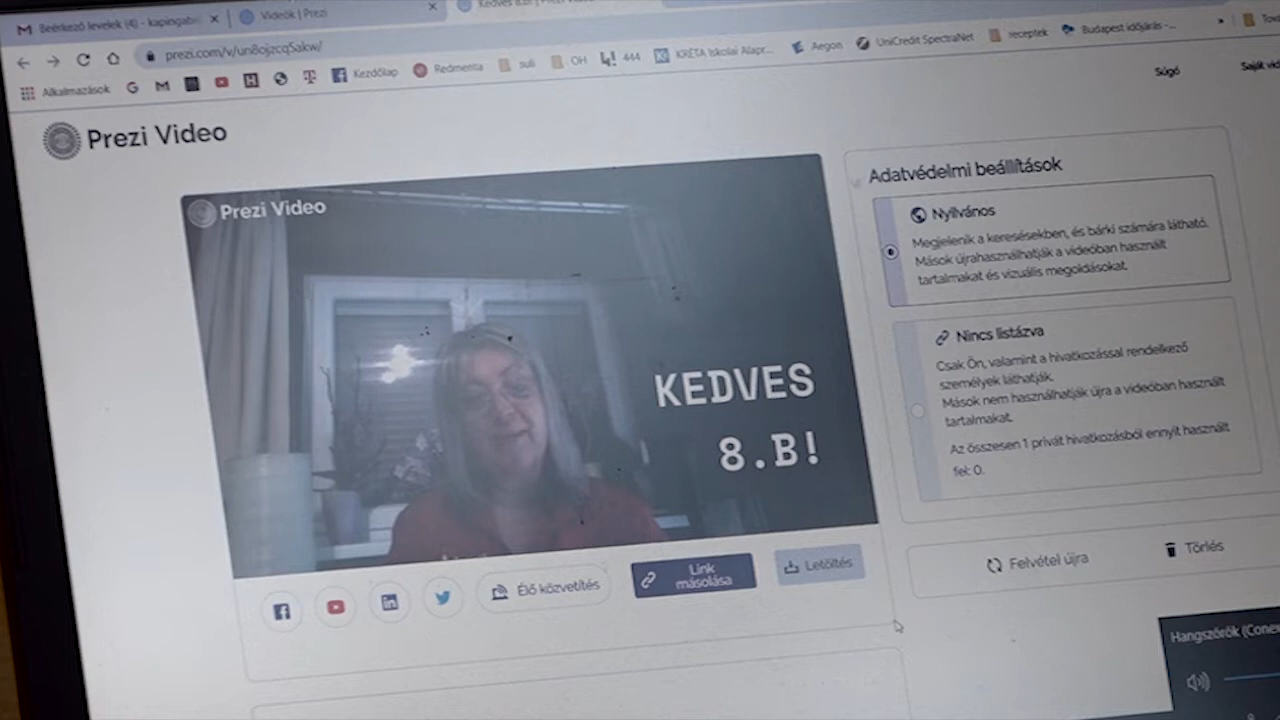 Beérkező levelek (4) -
Videók | Prezi
prezi.com/v/un8ojzcq5akw/
Alkalmazások
Kezdőlap
Redmenta
suli
OH
444
KRÉTA Iskolai Alapr...
Aegon
UniCredit SpectraNet
receptek
Budapest időjárás -...
Súgó
Prezi Video
Prezi Video
KEDVES
8.B!
Adatvédelmi beállítások
Nyilvános
Megjelenik a keresésekben, és bárki számára látható.
Mások újrahasználhatják a videóban használt
tartalmakat és vizuális megoldásokat.
Nincs listázva
Csak Ön, valamint a hivatkozással rendelkező
személyek láthatják.
Mások nem használhatják újra a videóban használt
tartalmakat.
Az összesen 1 privát hivatkozásból ennyit használt
fel: 0.
Élő közvetítés
Link
másolása
Letöltés
Felvétel újra
Törlés
Hangszórók